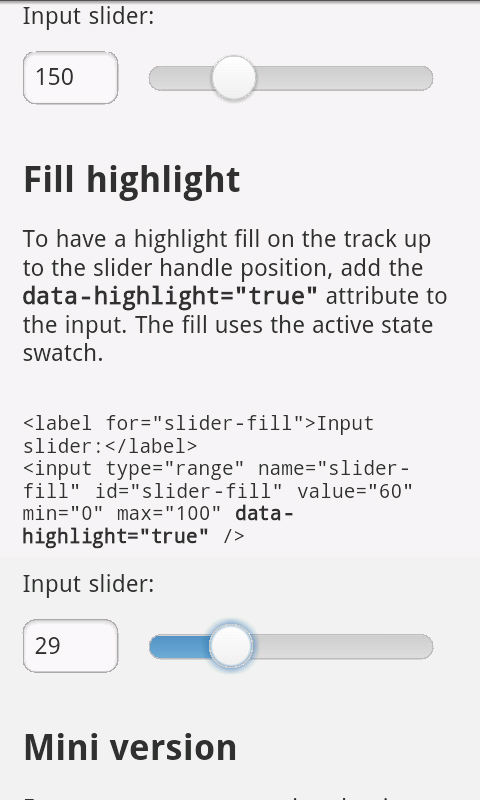 Input slider:
150
Fill highlight
To have a highlight fill on the track up
to the slider handle position, add the
data-highlight="true" attribute to
the input. The fill uses the active state
swatch.
<label for="slider-fill">Input
slider:</label>
<input type="range" name="slider-
fill" id="slider-fill" value="60"
min="0" max="100" data-
highlight="true" />
Input slider:
29
Mini version